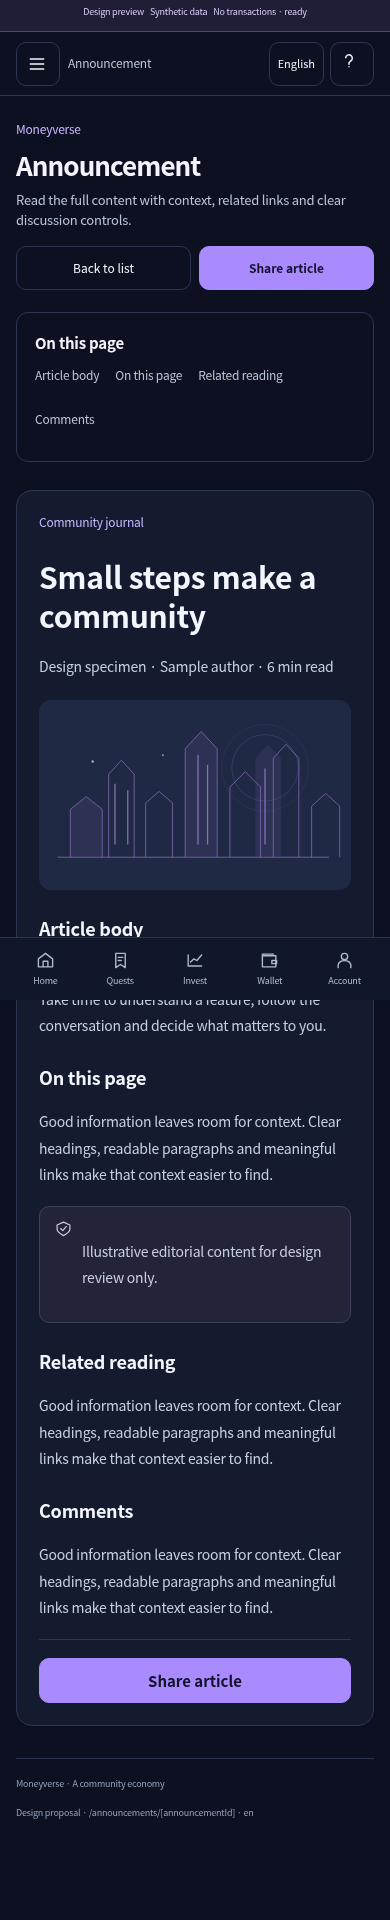 Design preview Synthetic data No transactions · ready
Announcement
English
?
Moneyverse
Announcement
Read the full content with context, related links and clear
discussion controls.
Back to list
Share article
On this page
Article body On this page Related reading
Comments
Community journal
Small steps make a
community
Design specimen · Sample author · 6 min read
Article body
Home Quests Invest Wallet Account
Take time to understand a feature, follow the
conversation and decide what matters to you.
On this page
Good information leaves room for context. Clear
headings, readable paragraphs and meaningful
links make that context easier to find.
Illustrative editorial content for design
review only.
Related reading
Good information leaves room for context. Clear
headings, readable paragraphs and meaningful
links make that context easier to find.
Comments
Good information leaves room for context. Clear
headings, readable paragraphs and meaningful
links make that context easier to find.
Share article
Moneyverse · A community economy
Design proposal · /announcements/[announcementId] · en